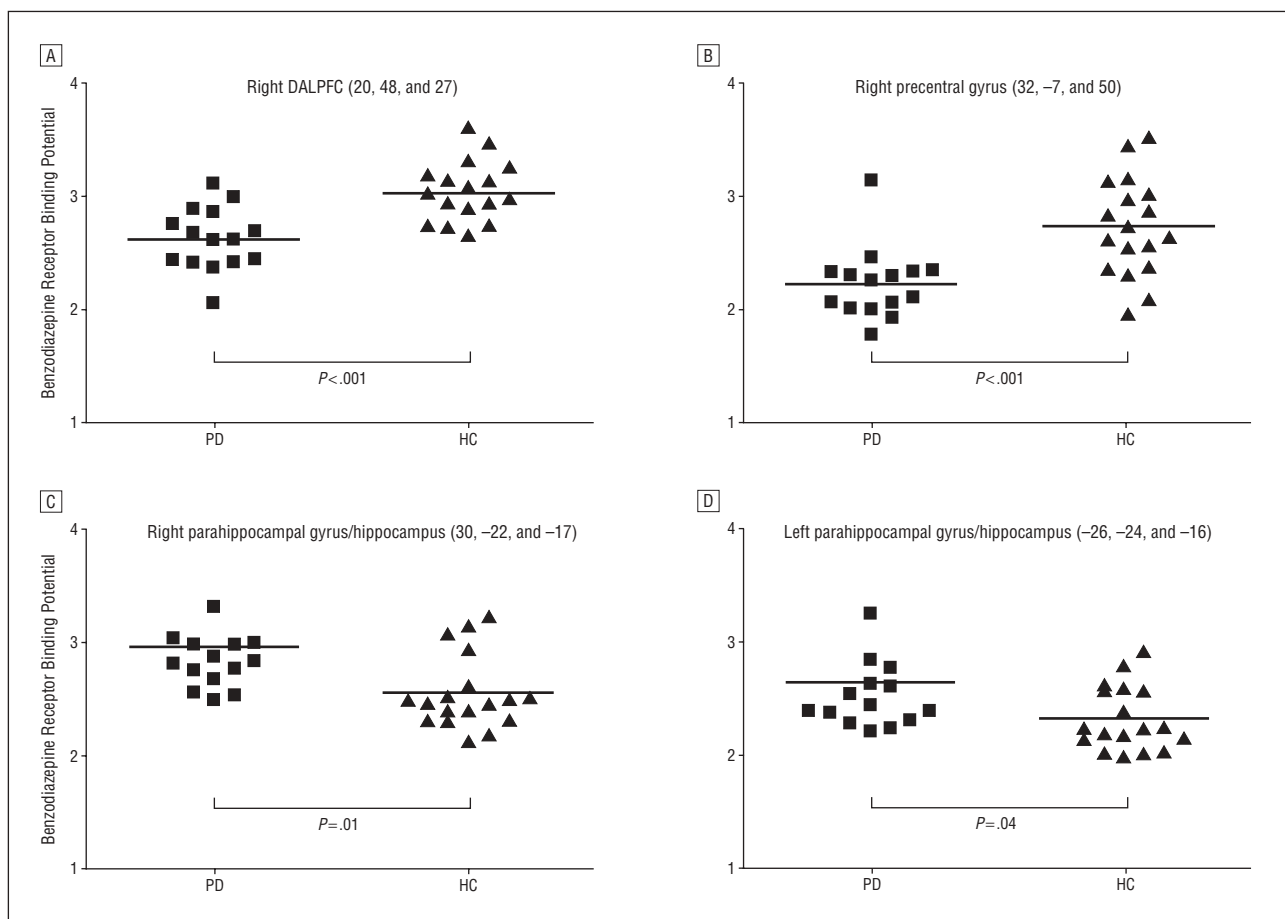 A
Right DALPFC (20, 48, and 27)
Benzodiazepine Receptor Binding Potential
4
3
2
1
P<.001
PD
HC
B
Right precentral gyrus (32, –7, and 50)
4
3
2
1
P<.001
PD
HC
C
Right parahippocampal gyrus/hippocampus (30, –22, and –17)
Benzodiazepine Receptor Binding Potential
4
3
2
1
P=.01
PD
HC
D
Left parahippocampal gyrus/hippocampus (–26, –24, and –16)
4
3
2
1
P=.04
PD
HC